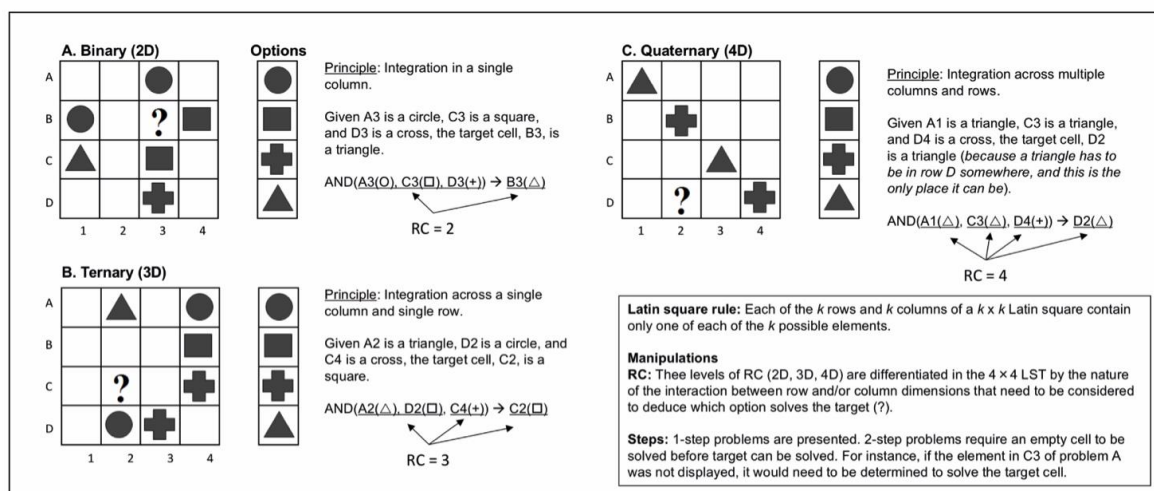 A. Binary (2D)
Options
A
B
?
C
D
1 2 3 4
Principle: Integration in a single
column.
Given A3 is a circle, C3 is a square,
and D3 is a cross, the target cell, B3, is
a triangle.
AND(A3(O), C3(□), D3(+)) → B3(△)
RC = 2
B. Ternary (3D)
A
B
C
?
D
1 2 3 4
Principle: Integration across a single
column and single row.
Given A2 is a triangle, D2 is a circle, and
C4 is a cross, the target cell, C2, is a
square.
AND(A2(△), D2(□), C4(+)) → C2(□)
RC = 3
C. Quaternary (4D)
A
B
C
D
?
1 2 3 4
Principle: Integration across multiple
columns and rows.
Given A1 is a triangle, C3 is a triangle,
and D4 is a cross, the target cell, D2
is a triangle (because a triangle has to
be in row D somewhere, and this is the
only place it can be).
AND(A1(△), C3(△), D4(+)) → D2(△)
RC = 4
Latin square rule: Each of the k rows and k columns of a k x k Latin square contain
only one of each of the k possible elements.
Manipulations
RC: Thee levels of RC (2D, 3D, 4D) are differentiated in the 4 × 4 LST by the nature
of the interaction between row and/or column dimensions that need to be considered
to deduce which option solves the target (?).
Steps: 1-step problems are presented. 2-step problems require an empty cell to be
solved before target can be solved. For instance, if the element in C3 of problem A
was not displayed, it would need to be determined to solve the target cell.